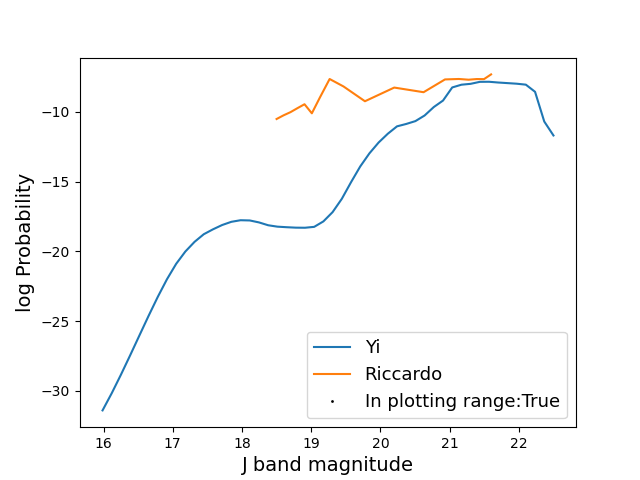 −10
−15
−20
−25
−30
log Probability
Yi
Riccardo
In plotting range:True
16 17 18 19 20 21 22
J band magnitude